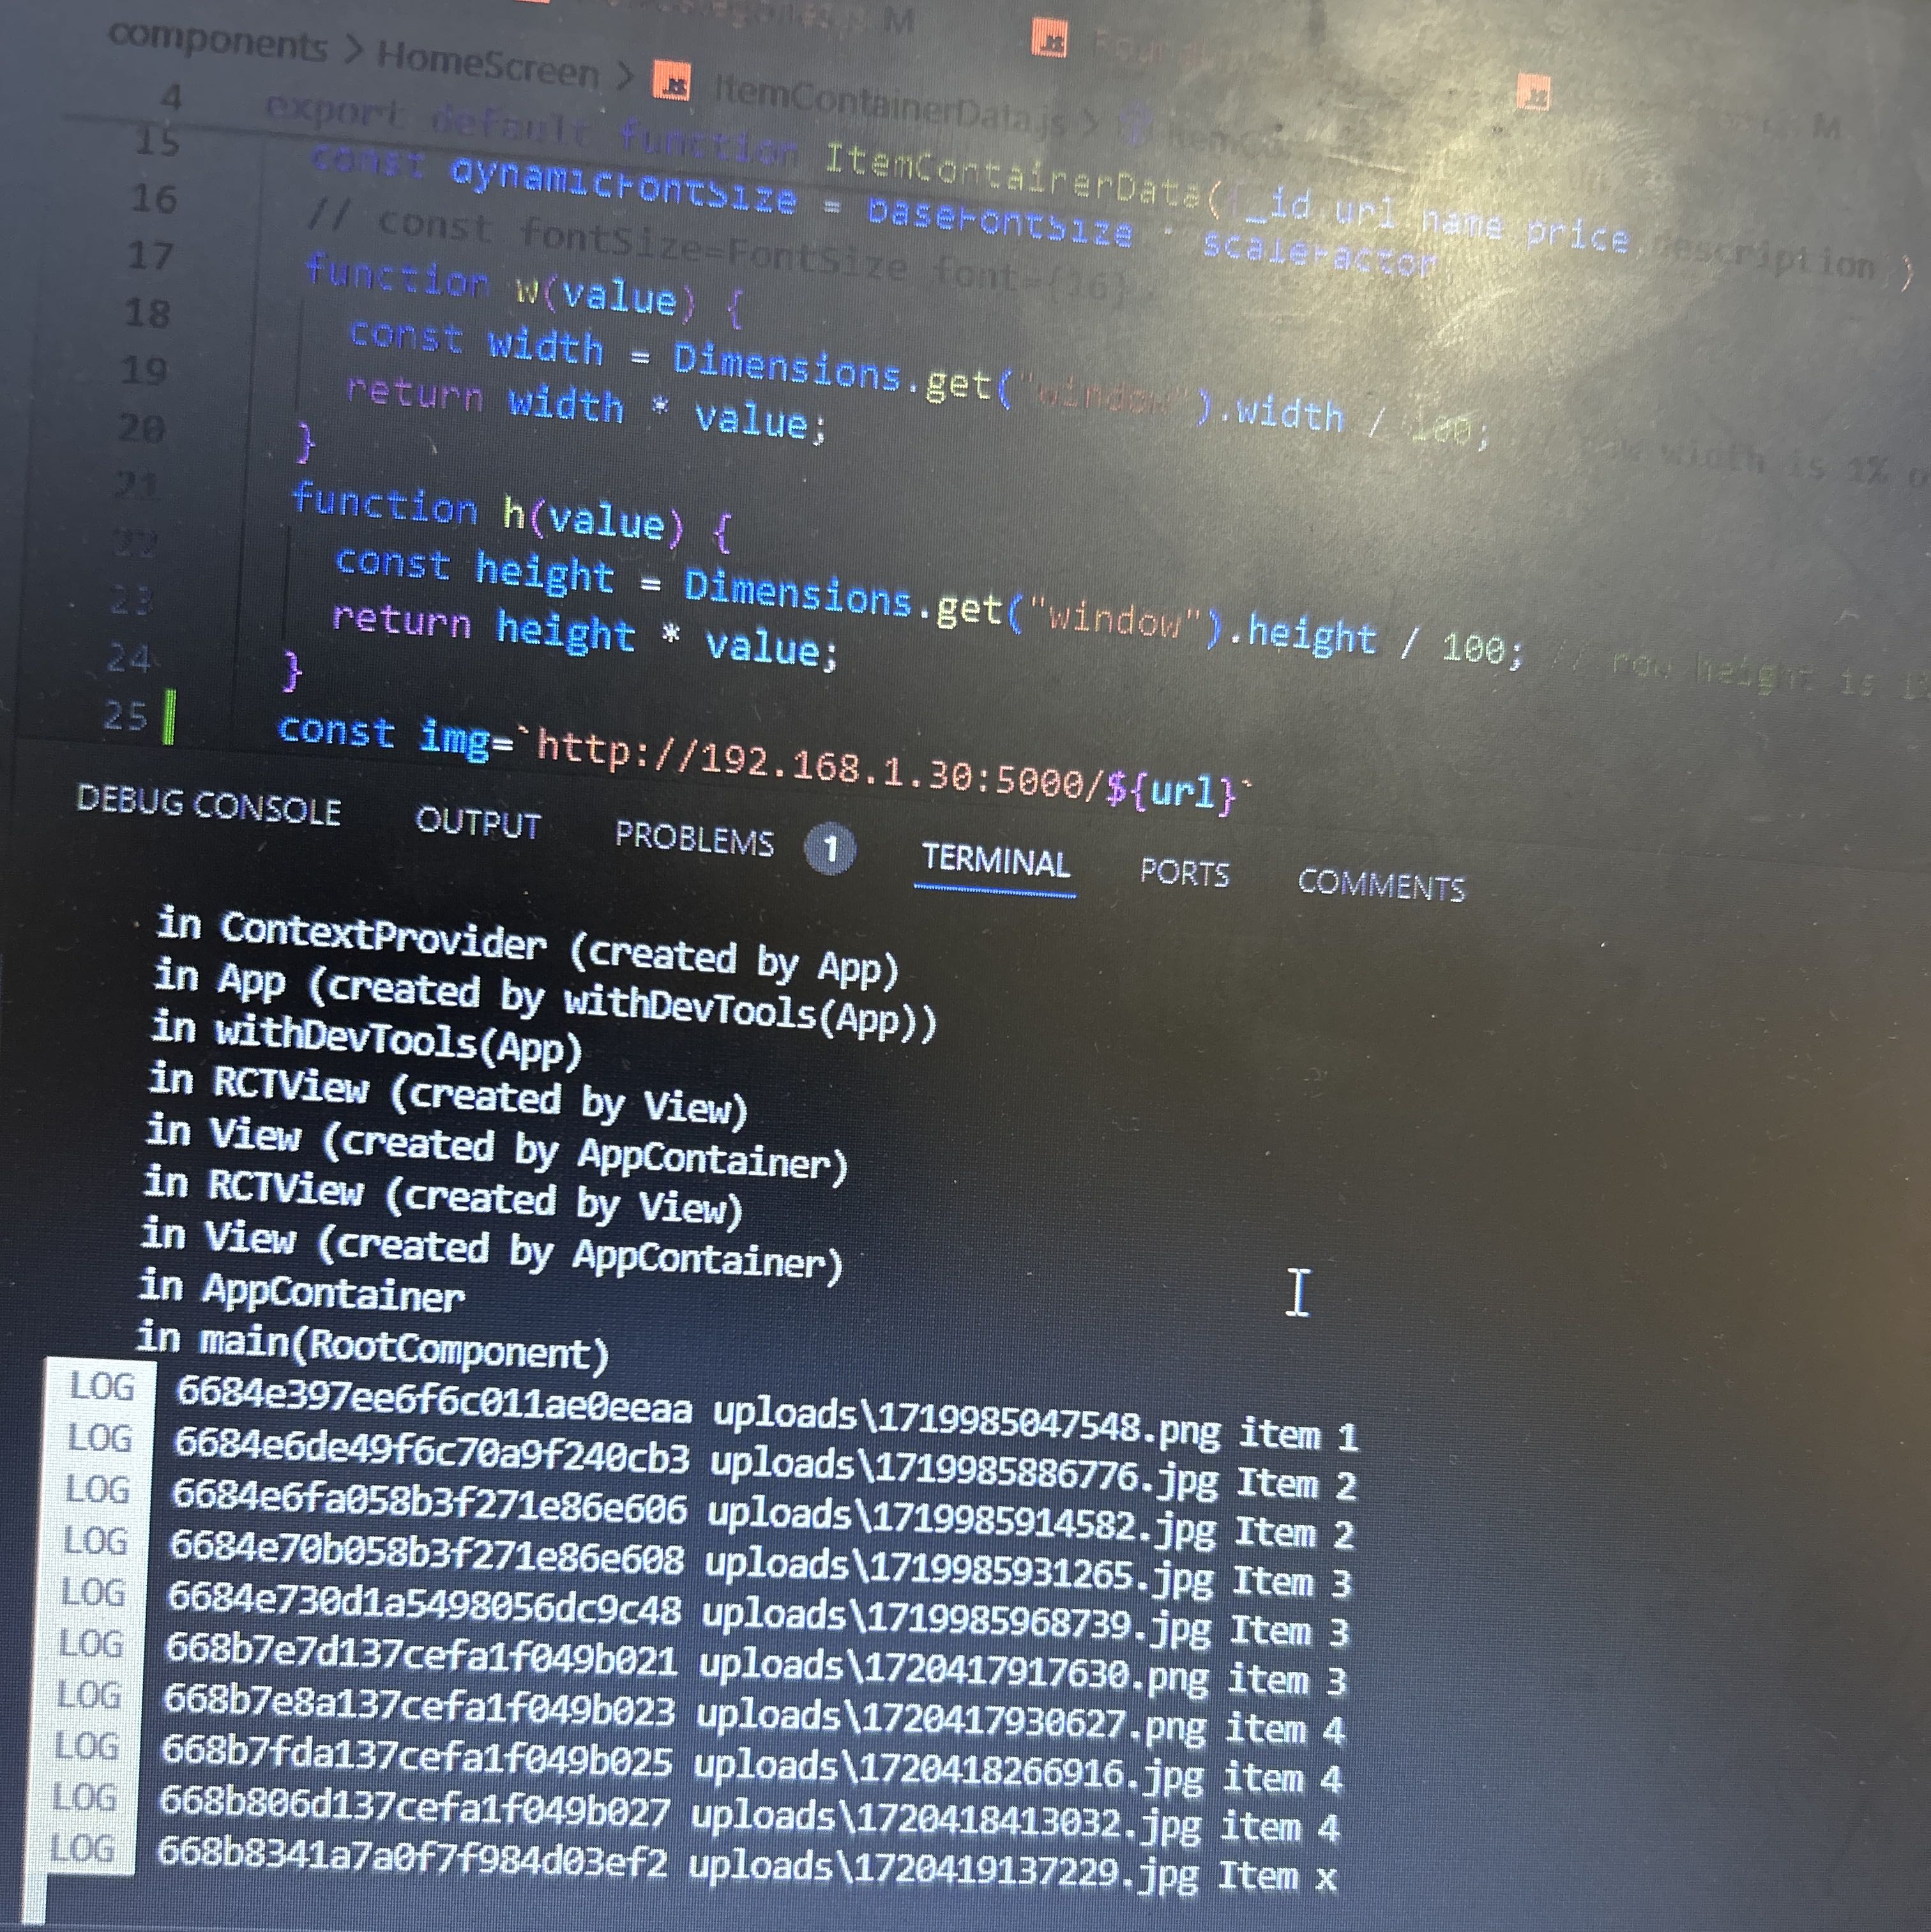 M
components > HomeScreen > JS ItemContainerData.js >
4 export default function ItemContainerData( _id url name price escription )
15 const dynamicFontSize = baseFontSize * scaleFactor
16 // const fontSize=FontSize font-(16)
17 function w(value) {
18 const width = Dimensions.get("window").width / 100; // width is 1%
19 return width * value;
20 }
21 function h(value) {
22 const height = Dimensions.get("window").height / 100; // now height is
23 return height * value;
24 }
25 const img=`http://192.168.1.30:5000/${url}`
DEBUG CONSOLE OUTPUT PROBLEMS 1 TERMINAL PORTS COMMENTS
in ContextProvider (created by App)
in App (created by withDevTools(App))
in withDevTools(App)
in RCTView (created by View)
in View (created by AppContainer)
in RCTView (created by View)
in View (created by AppContainer)
in AppContainer
in main(RootComponent)
LOG 6684e397ee6f6c011ae0eeaa uploads\1719985047548.png item 1
LOG 6684e6de49f6c70a9f240cb3 uploads\1719985886776.jpg Item 2
LOG 6684e6fa058b3f271e86e606 uploads\1719985914582.jpg Item 2
LOG 6684e70b058b3f271e86e608 uploads\1719985931265.jpg Item 3
LOG 6684e730d1a5498056dc9c48 uploads\1719985968739.jpg Item 3
LOG 668b7e7d137cefa1f049b021 uploads\1720417917630.png item 3
LOG 668b7e8a137cefa1f049b023 uploads\1720417930627.png item 4
LOG 668b7fda137cefa1f049b025 uploads\1720418266916.jpg item 4
LOG 668b806d137cefa1f049b027 uploads\1720418413032.jpg item 4
LOG 668b8341a7a0f7f984d03ef2 uploads\1720419137229.jpg Item x